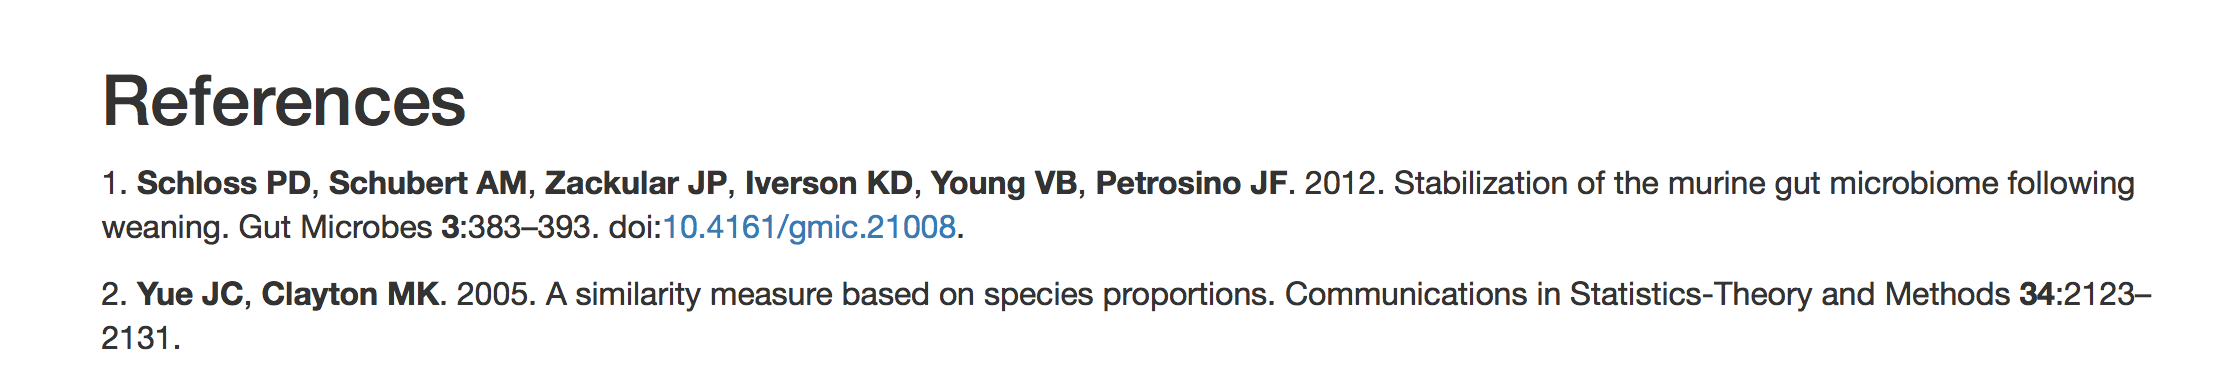 References
1. Schloss PD, Schubert AM, Zackular JP, Iverson KD, Young VB, Petrosino JF. 2012. Stabilization of the murine gut microbiome following
weaning. Gut Microbes 3:383–393. doi:10.4161/gmic.21008.
2. Yue JC, Clayton MK. 2005. A similarity measure based on species proportions. Communications in Statistics-Theory and Methods 34:2123–
2131.